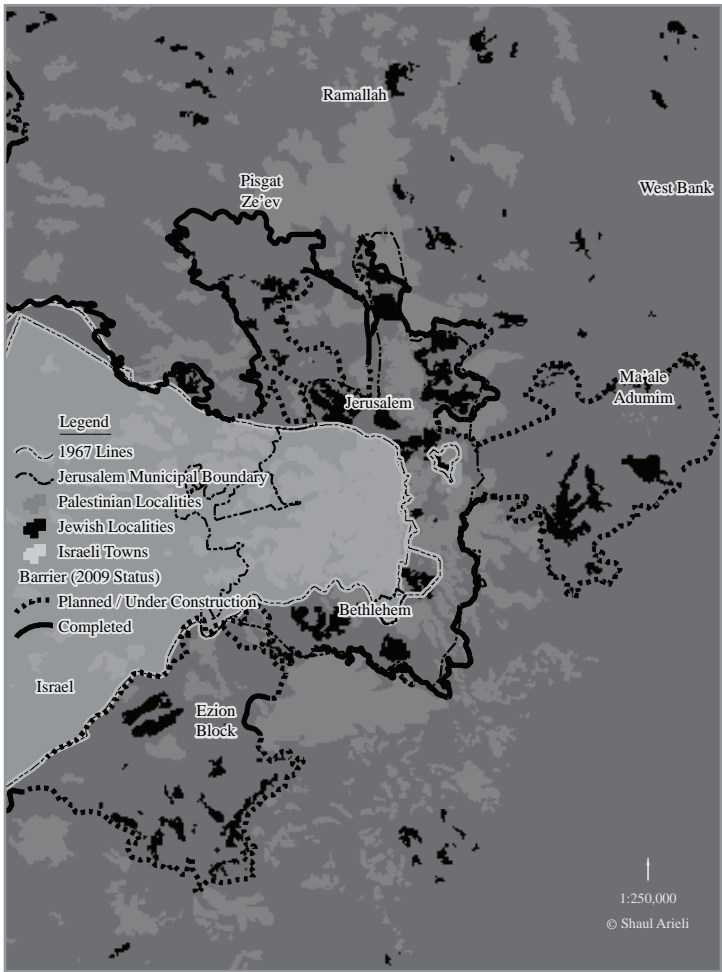 Ramallah
Pisgat
Ze'ev
West Bank
Ma'ale
Adumim
Jerusalem
Legend
1967 Lines
Jerusalem Municipal Boundary
Palestinian Localities
Jewish Localities
Israeli Towns
Barrier (2009 Status)
Planned / Under Construction
Completed
Bethlehem
Israel
Ezion
Block
1:250,000
© Shaul Arieli